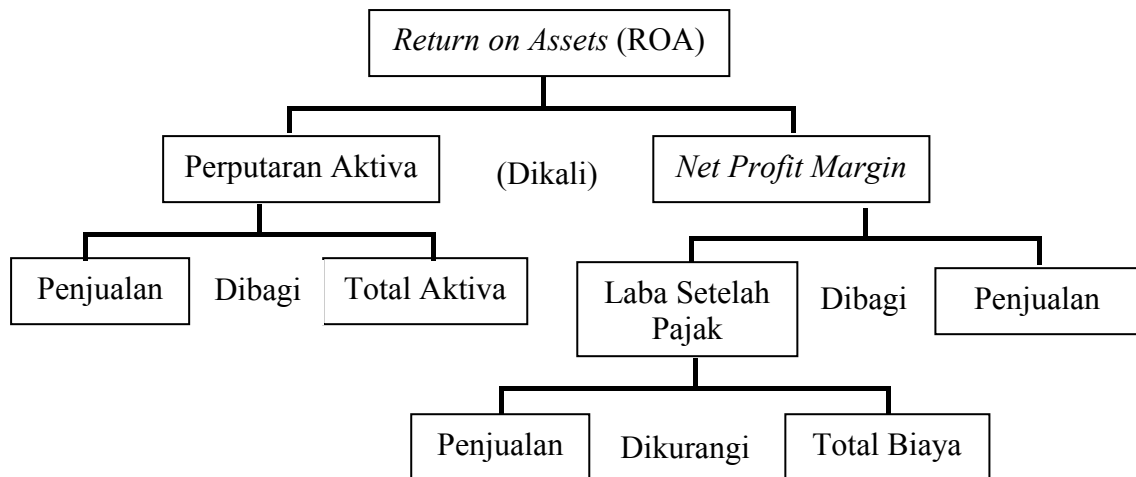 Return on Assets (ROA)
Perputaran Aktiva
(Dikali)
Net Profit Margin
Penjualan
Dibagi
Total Aktiva
Laba Setelah
Pajak
Dibagi
Penjualan
Penjualan
Dikurangi
Total Biaya